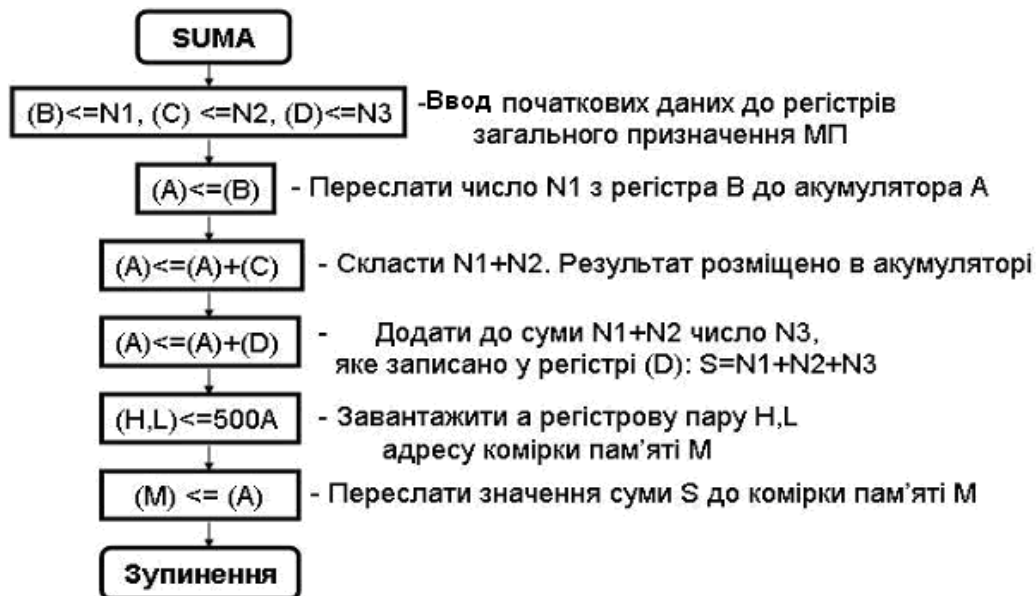 SUMA
(B)<=N1, (C) <=N2, (D)<=N3
-Ввод початкових даних до регістрів
загального призначення МП
(A)<=(B)
- Переслати число N1 з регістра В до акумулятора А
(A)<=(A)+(C)
- Скласти N1+N2. Результат розміщено в акумуляторі
(A)<=(A)+(D)
- Додати до суми N1+N2 число N3,
яке записано у регістрі (D): S=N1+N2+N3
(H,L)<=500A
- Завантажити а регістрову пару H,L
адресу комірки пам'яті М
(M) <= (A)
- Переслати значення суми S до комірки пам'яті М
Зупинення